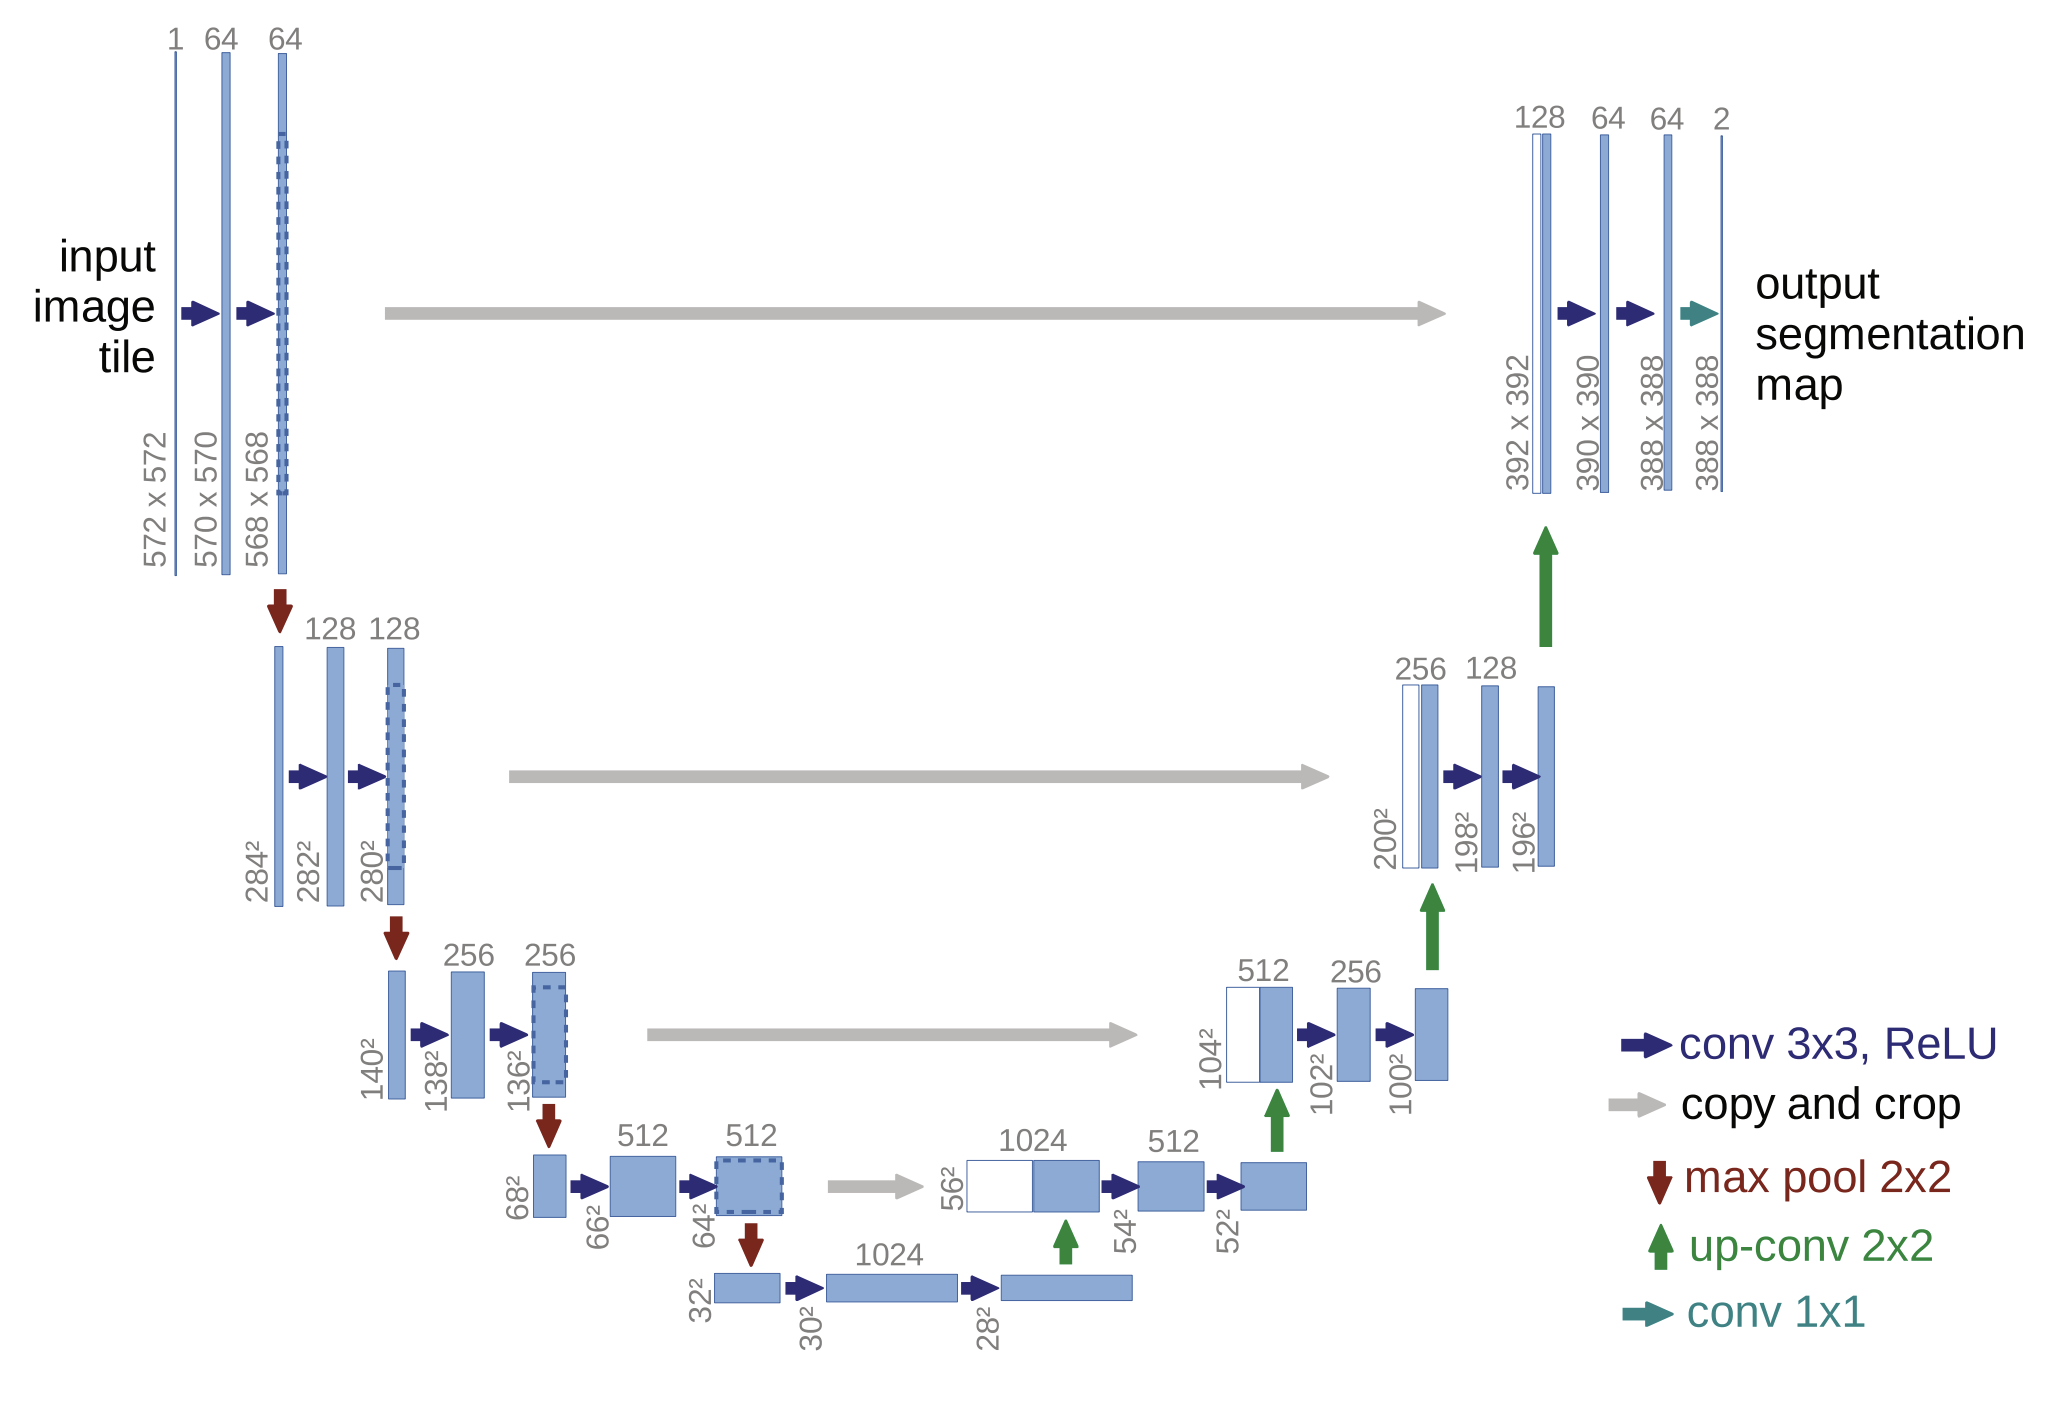 1 64 64
input
image
tile
572 x 572
570 x 570
568 x 568
128 64 64 2
output
segmentation
map
392 x 392
390 x 390
388 x 388
388 x 388
128 128
284²
282²
280²
256 128
200²
198²
196²
256 256
140²
138²
136²
512 256
104²
102²
100²
512 512
68²
66²
64²
1024 512
56²
54²
52²
1024
32²
30²
28²
conv 3x3, ReLU
copy and crop
max pool 2x2
up-conv 2x2
conv 1x1